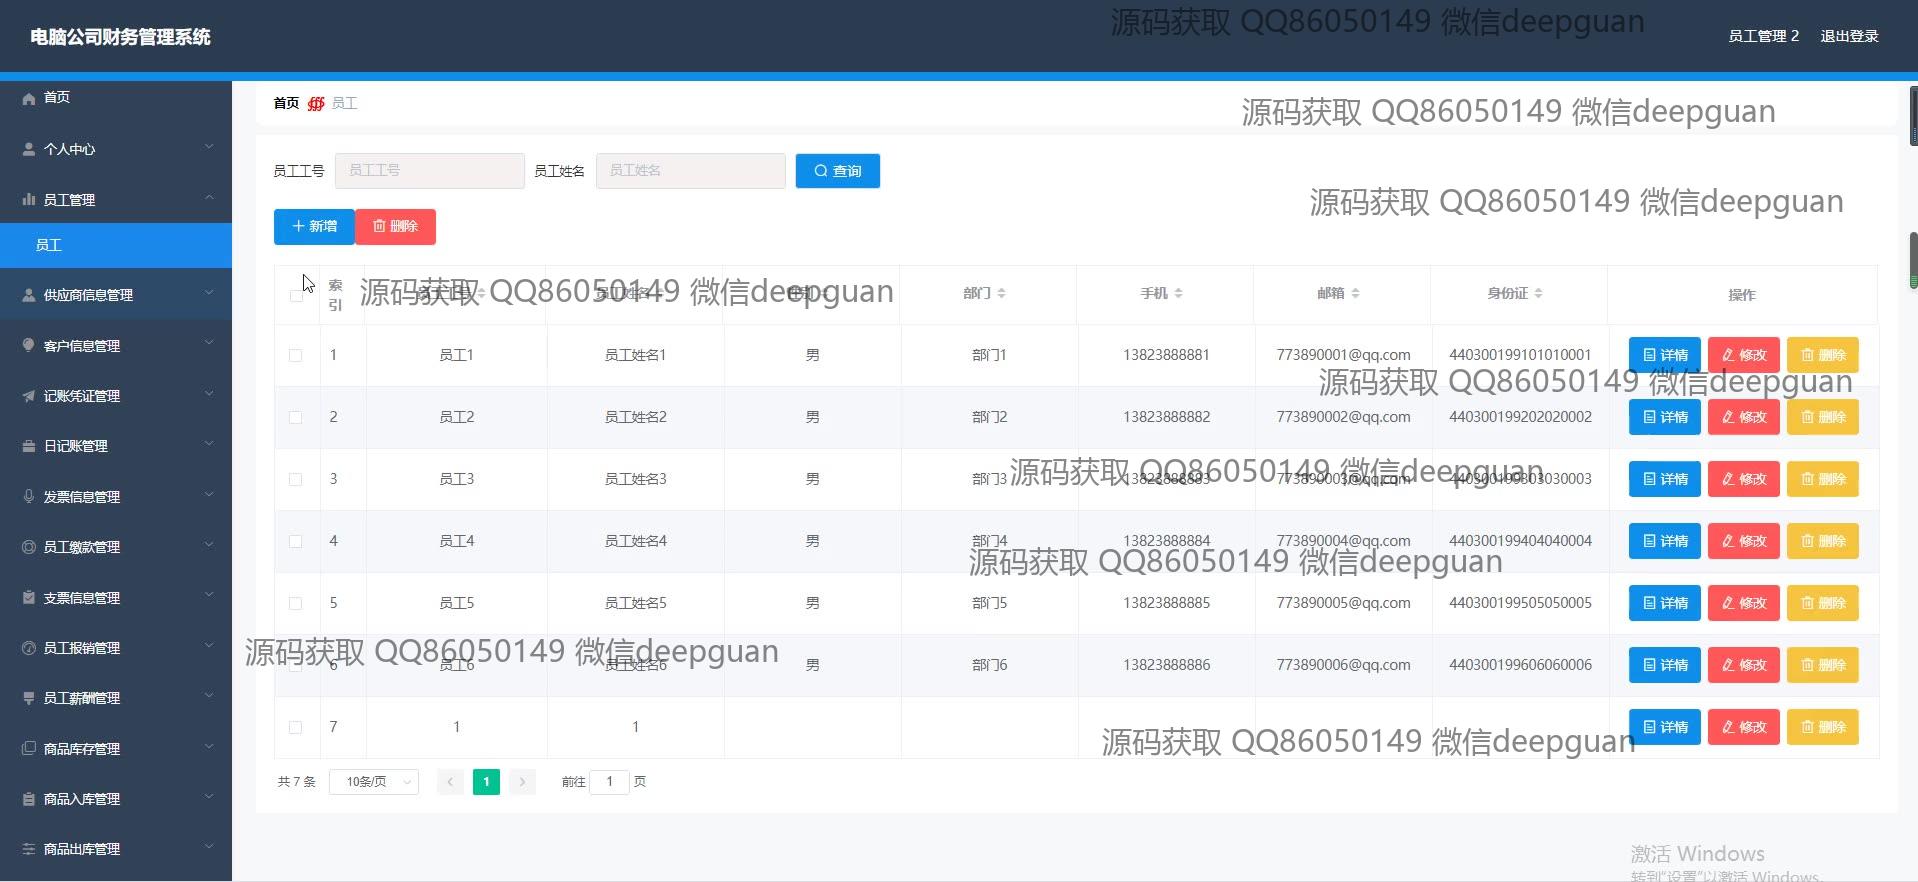 源码获取 QQ86050149 微信deepguan
电脑公司财务管理系统
员工管理 2 退出登录
首页
首页 员工
源码获取 QQ86050149 微信deepguan
个人中心
员工工号 员工工号 员工姓名 员工姓名 查询
员工管理
源码获取 QQ86050149 微信deepguan
新增 删除
员工
供应商信息管理
索引 员工工号 员工姓名 性别 部门 手机 邮箱 身份证 操作
源码获取 QQ86050149 微信deepguan
客户信息管理
1 员工1 员工姓名1 男 部门1 13823888881 773890001@qq.com 440300199101010001 详情 修改 删除
源码获取 QQ86050149 微信deepguan
记账凭证管理
2 员工2 员工姓名2 男 部门2 13823888882 773890002@qq.com 440300199202020002 详情 修改 删除
日记账管理
源码获取 QQ86050149 微信deepguan
3 员工3 员工姓名3 男 部门3 13823888883 773890003@qq.com 440300199303030003 详情 修改 删除
发票信息管理
4 员工4 员工姓名4 男 部门4 13823888884 773890004@qq.com 440300199404040004 详情 修改 删除
员工缴款管理
源码获取 QQ86050149 微信deepguan
支票信息管理
5 员工5 员工姓名5 男 部门5 13823888885 773890005@qq.com 440300199505050005 详情 修改 删除
员工报销管理
源码获取 QQ86050149 微信deepguan
6 员工6 员工姓名6 男 部门6 13823888886 773890006@qq.com 440300199606060006 详情 修改 删除
员工薪酬管理
7 1 1 详情 修改 删除
源码获取 QQ86050149 微信deepguan
商品库存管理
共 7 条 10条/页 1 前往 1 页
商品入库管理
商品出库管理
激活 Windows
转到"设置"以激活 Windows。